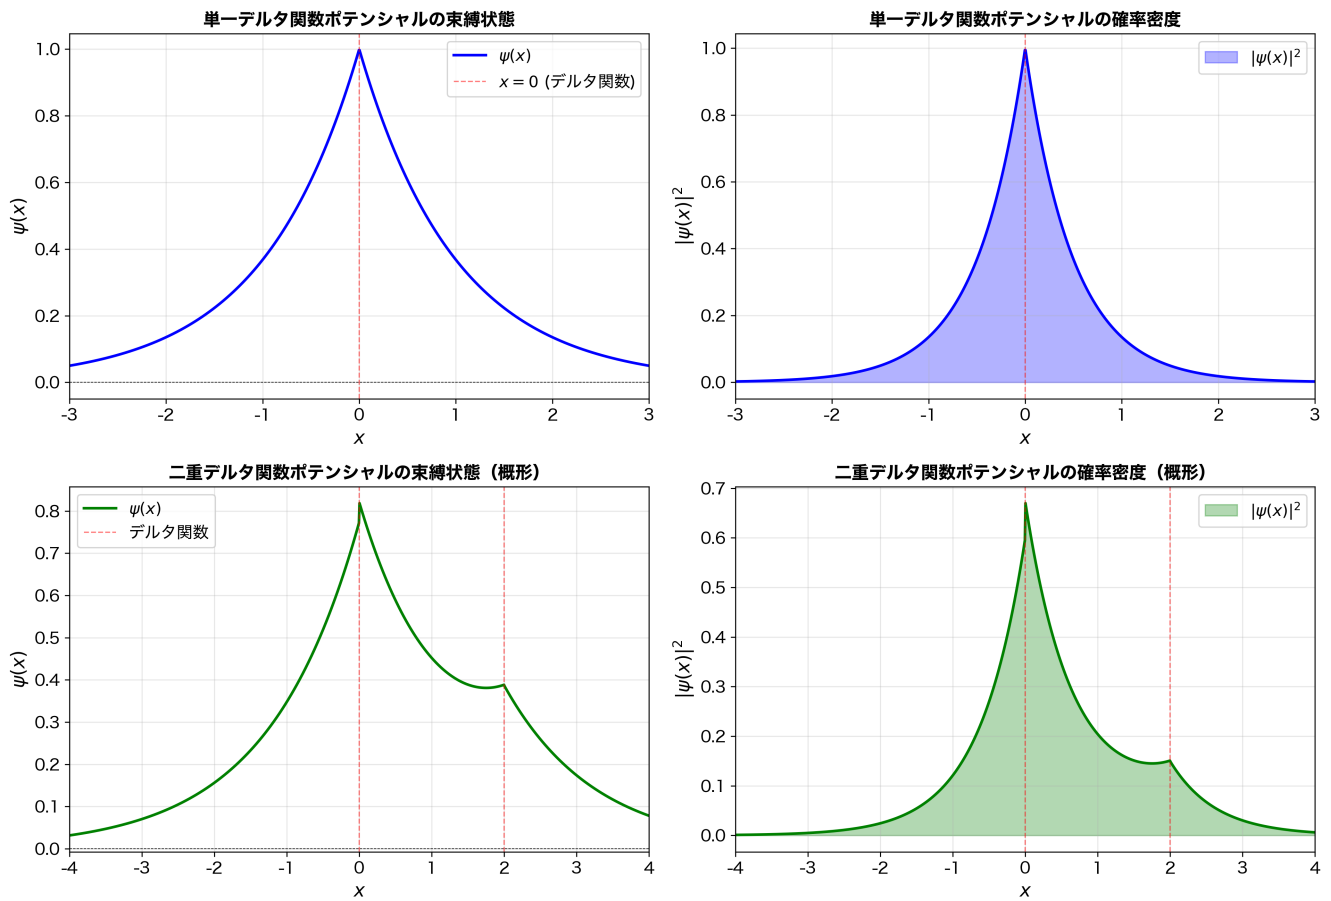 単一デルタ関数ポテンシャルの束縛状態
ψ(x)
x = 0 (デルタ関数)
1.0
0.8
0.6
0.4
0.2
0.0
ψ(x)
-3 -2 -1 0 1 2 3
x
単一デルタ関数ポテンシャルの確率密度
|ψ(x)|²
1.0
0.8
0.6
0.4
0.2
0.0
|ψ(x)|²
-3 -2 -1 0 1 2 3
x
二重デルタ関数ポテンシャルの束縛状態（概形）
ψ(x)
デルタ関数
0.8
0.7
0.6
0.5
0.4
0.3
0.2
0.1
0.0
ψ(x)
-4 -3 -2 -1 0 1 2 3 4
x
二重デルタ関数ポテンシャルの確率密度（概形）
|ψ(x)|²
0.7
0.6
0.5
0.4
0.3
0.2
0.1
0.0
|ψ(x)|²
-4 -3 -2 -1 0 1 2 3 4
x